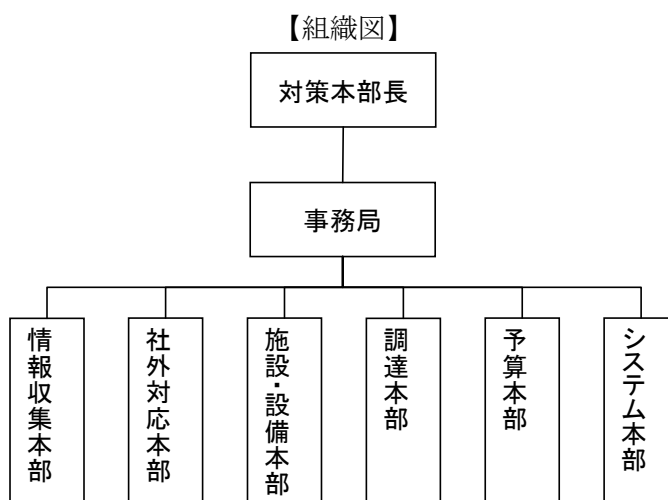 【組織図】
対策本部長
事務局
情報収集本部
社外対応本部
施設・設備本部
調達本部
予算本部
システム本部